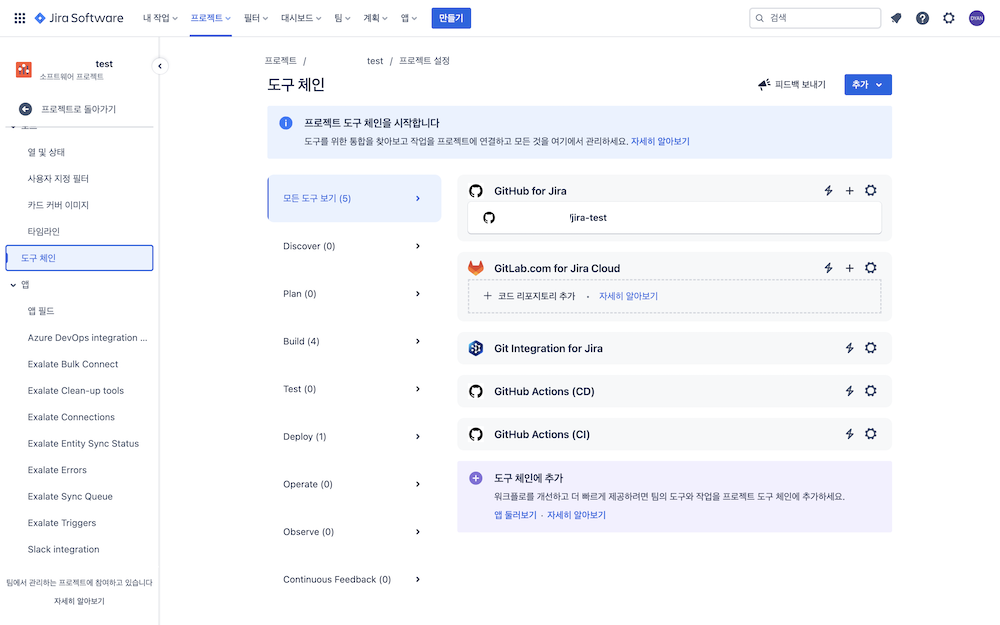 Jira Software 내 작업 프로젝트 필터 대시보드 팀 계획 앱 만들기 검색 DYAN
test
소프트웨어 프로젝트
프로젝트로 돌아가기
열 및 상태
사용자 지정 필터
카드 커버 이미지
타임라인
도구 체인
앱
앱 필드
Azure DevOps integration ...
Exalate Bulk Connect
Exalate Clean-up tools
Exalate Connections
Exalate Entity Sync Status
Exalate Errors
Exalate Sync Queue
Exalate Triggers
Slack integration
팀에서 관리하는 프로젝트에 참여하고 있습니다
자세히 알아보기
프로젝트 / test / 프로젝트 설정
도구 체인
피드백 보내기
추가
프로젝트 도구 체인을 시작합니다
도구를 위한 통합을 찾아보고 작업을 프로젝트에 연결하고 모든 것을 여기에서 관리하세요. 자세히 알아보기
모든 도구 보기 (5)
Discover (0)
Plan (0)
Build (4)
Test (0)
Deploy (1)
Operate (0)
Observe (0)
Continuous Feedback (0)
GitHub for Jira
/jira-test
GitLab.com for Jira Cloud
+ 코드 리포지토리 추가 • 자세히 알아보기
Git Integration for Jira
GitHub Actions (CD)
GitHub Actions (CI)
도구 체인에 추가
워크플로를 개선하고 더 빠르게 제공하려면 팀의 도구와 작업을 프로젝트 도구 체인에 추가하세요.
앱 둘러보기 · 자세히 알아보기